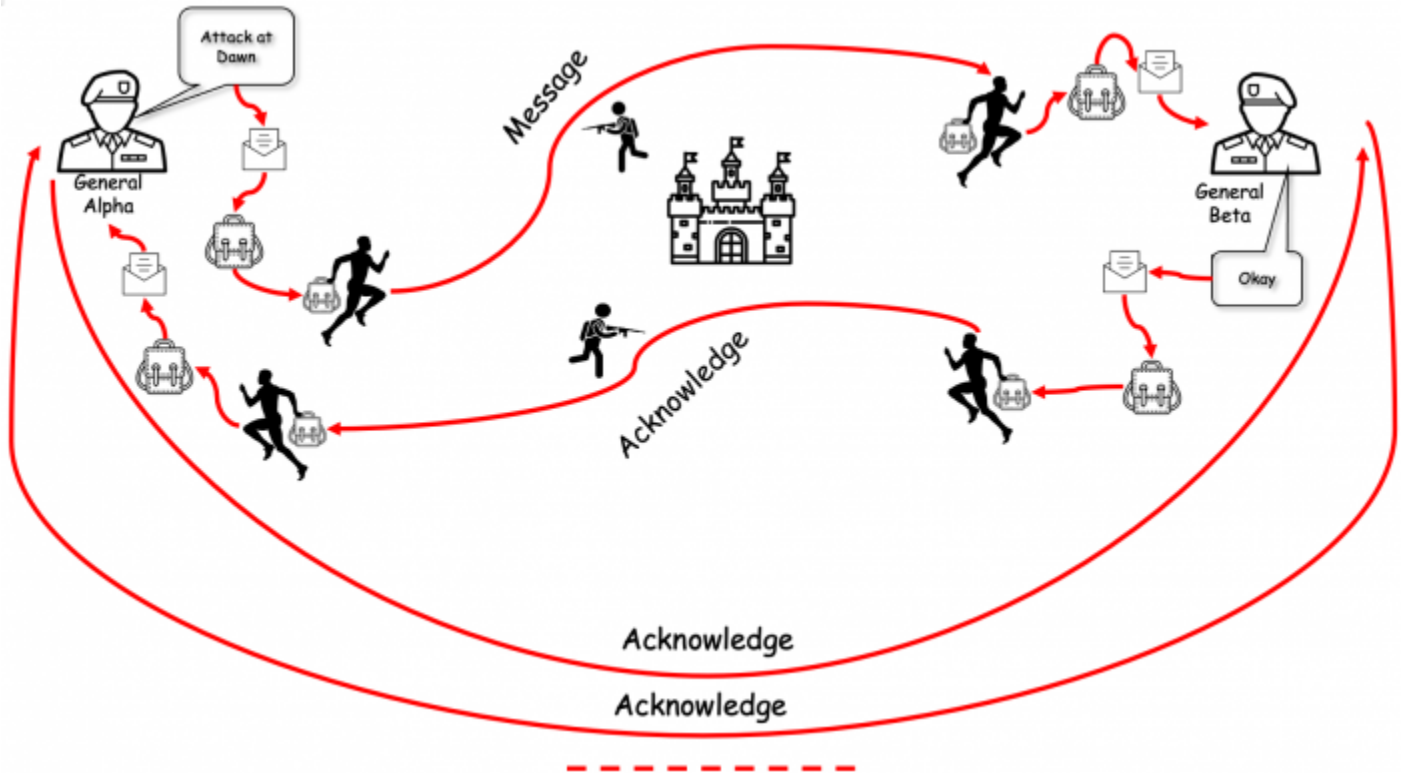 Attack at
Dawn
Message
General
Alpha
General
Beta
Okay
Acknowledge
Acknowledge
Acknowledge